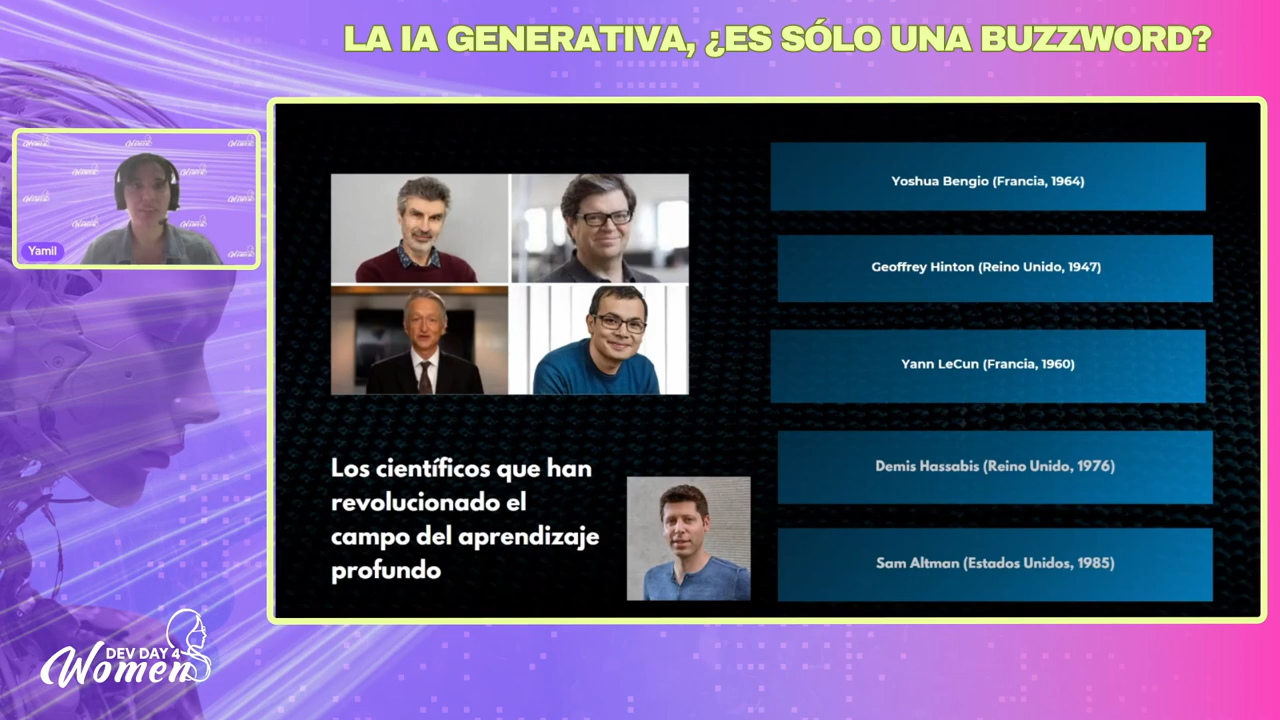 LA IA GENERATIVA, ¿ES SÓLO UNA BUZZWORD?
Yamil
Yoshua Bengio (Francia, 1964)
Geoffrey Hinton (Reino Unido, 1947)
Yann LeCun (Francia, 1960)
Demis Hassabis (Reino Unido, 1976)
Sam Altman (Estados Unidos, 1985)
Los científicos que han
revolucionado el
campo del aprendizaje
profundo
DEV DAY 4
Women